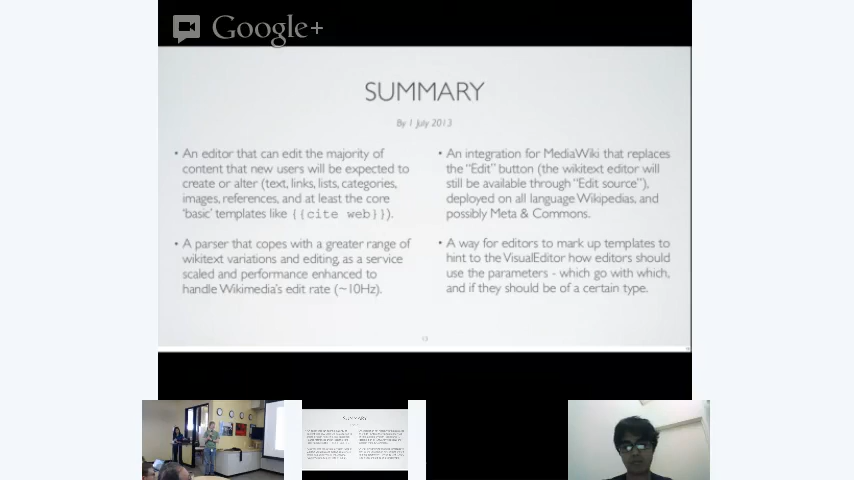 Google+
SUMMARY
By 1 July 2013
• An editor that can edit the majority of
content that new users will be expected to
create or alter (text, links, lists, categories,
images, references, and at least the core
'basic' templates like {{cite web}}).
• A parser that copes with a greater range of
wikitext variations and editing, as a service
scaled and performance enhanced to
handle Wikimedia's edit rate (~10Hz).
• An integration for MediaWiki that replaces
the "Edit" button (the wikitext editor will
still be available through "Edit source"),
deployed on all language Wikipedias, and
possibly Meta & Commons.
• A way for editors to mark up templates to
hint to the VisualEditor how editors should
use the parameters - which go with which,
and if they should be of a certain type.
SUMMARY